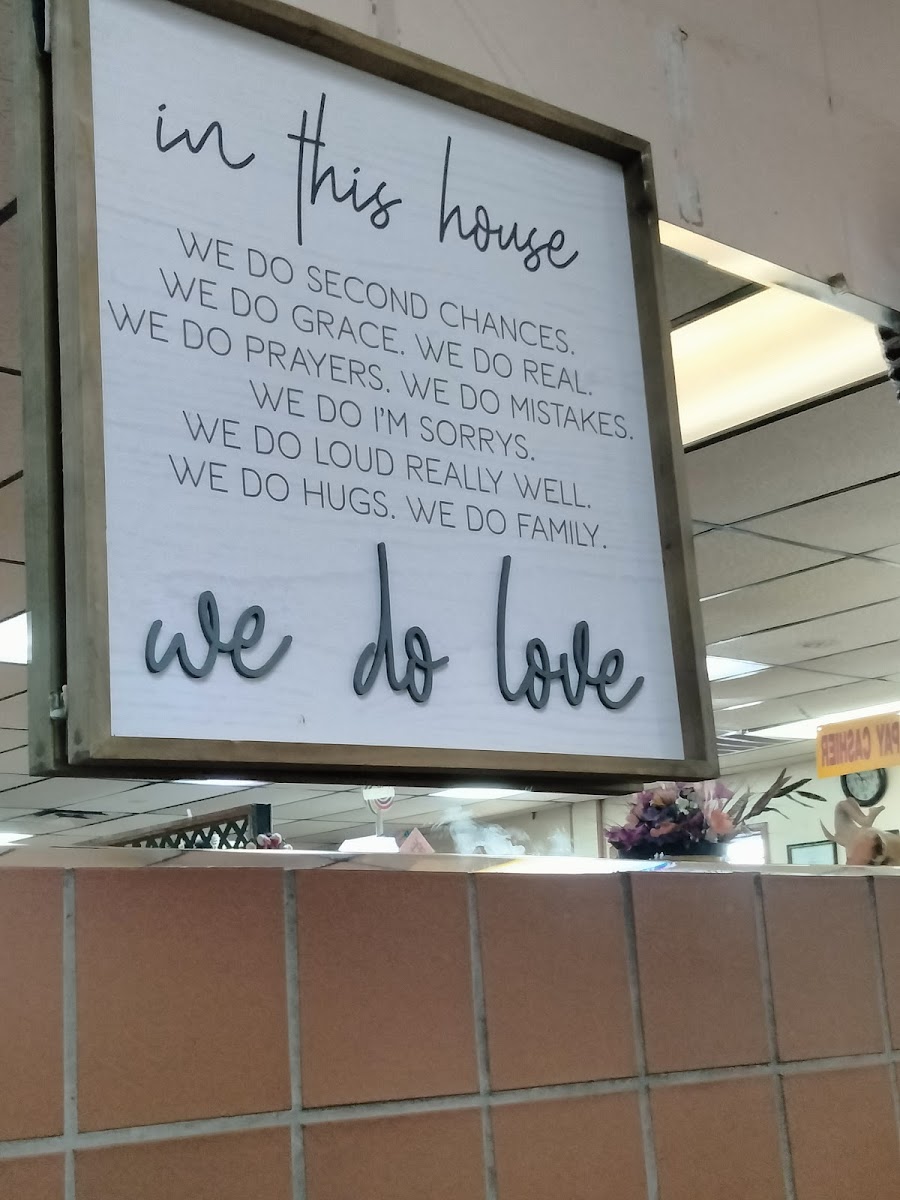 in this house
WE DO SECOND CHANCES.
WE DO GRACE. WE DO REAL.
WE DO PRAYERS. WE DO MISTAKES.
WE DO I'M SORRYS.
WE DO LOUD REALLY WELL.
WE DO HUGS. WE DO FAMILY.
we do love
PAY CASHIER